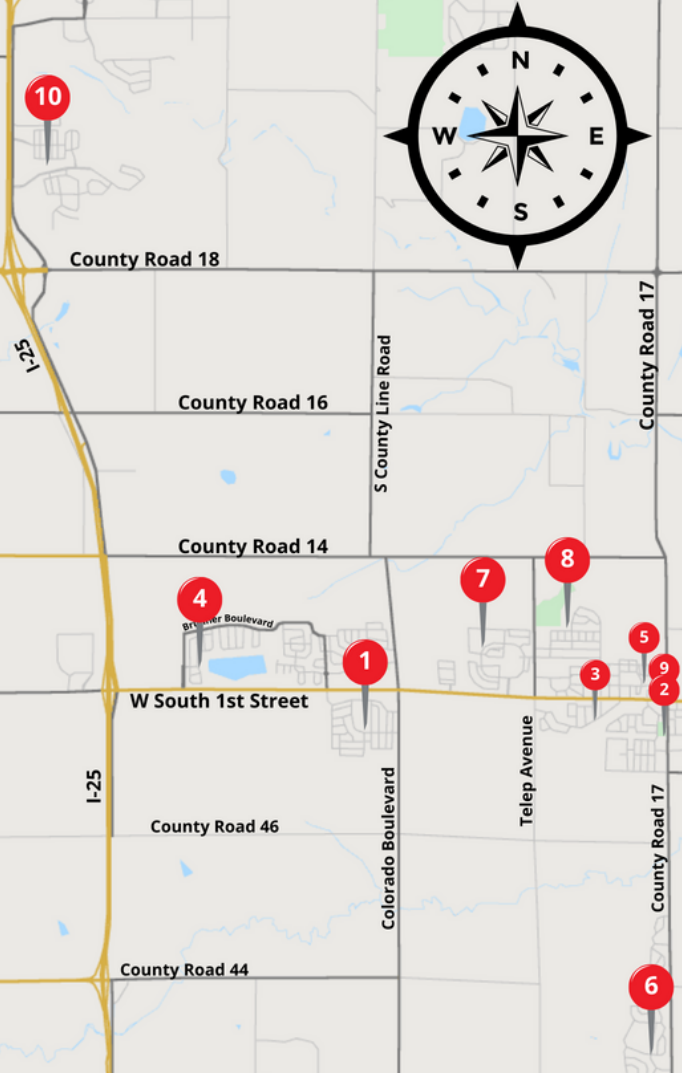 10
N
W
E
S
County Road 18
I-25
S County Line Road
County Road 17
County Road 16
County Road 14
8
7
4
Boulevard
5
1
9
3
2
W South 1st Street
Telep Avenue
I-25
Colorado Boulevard
County Road 17
County Road 46
County Road 44
6